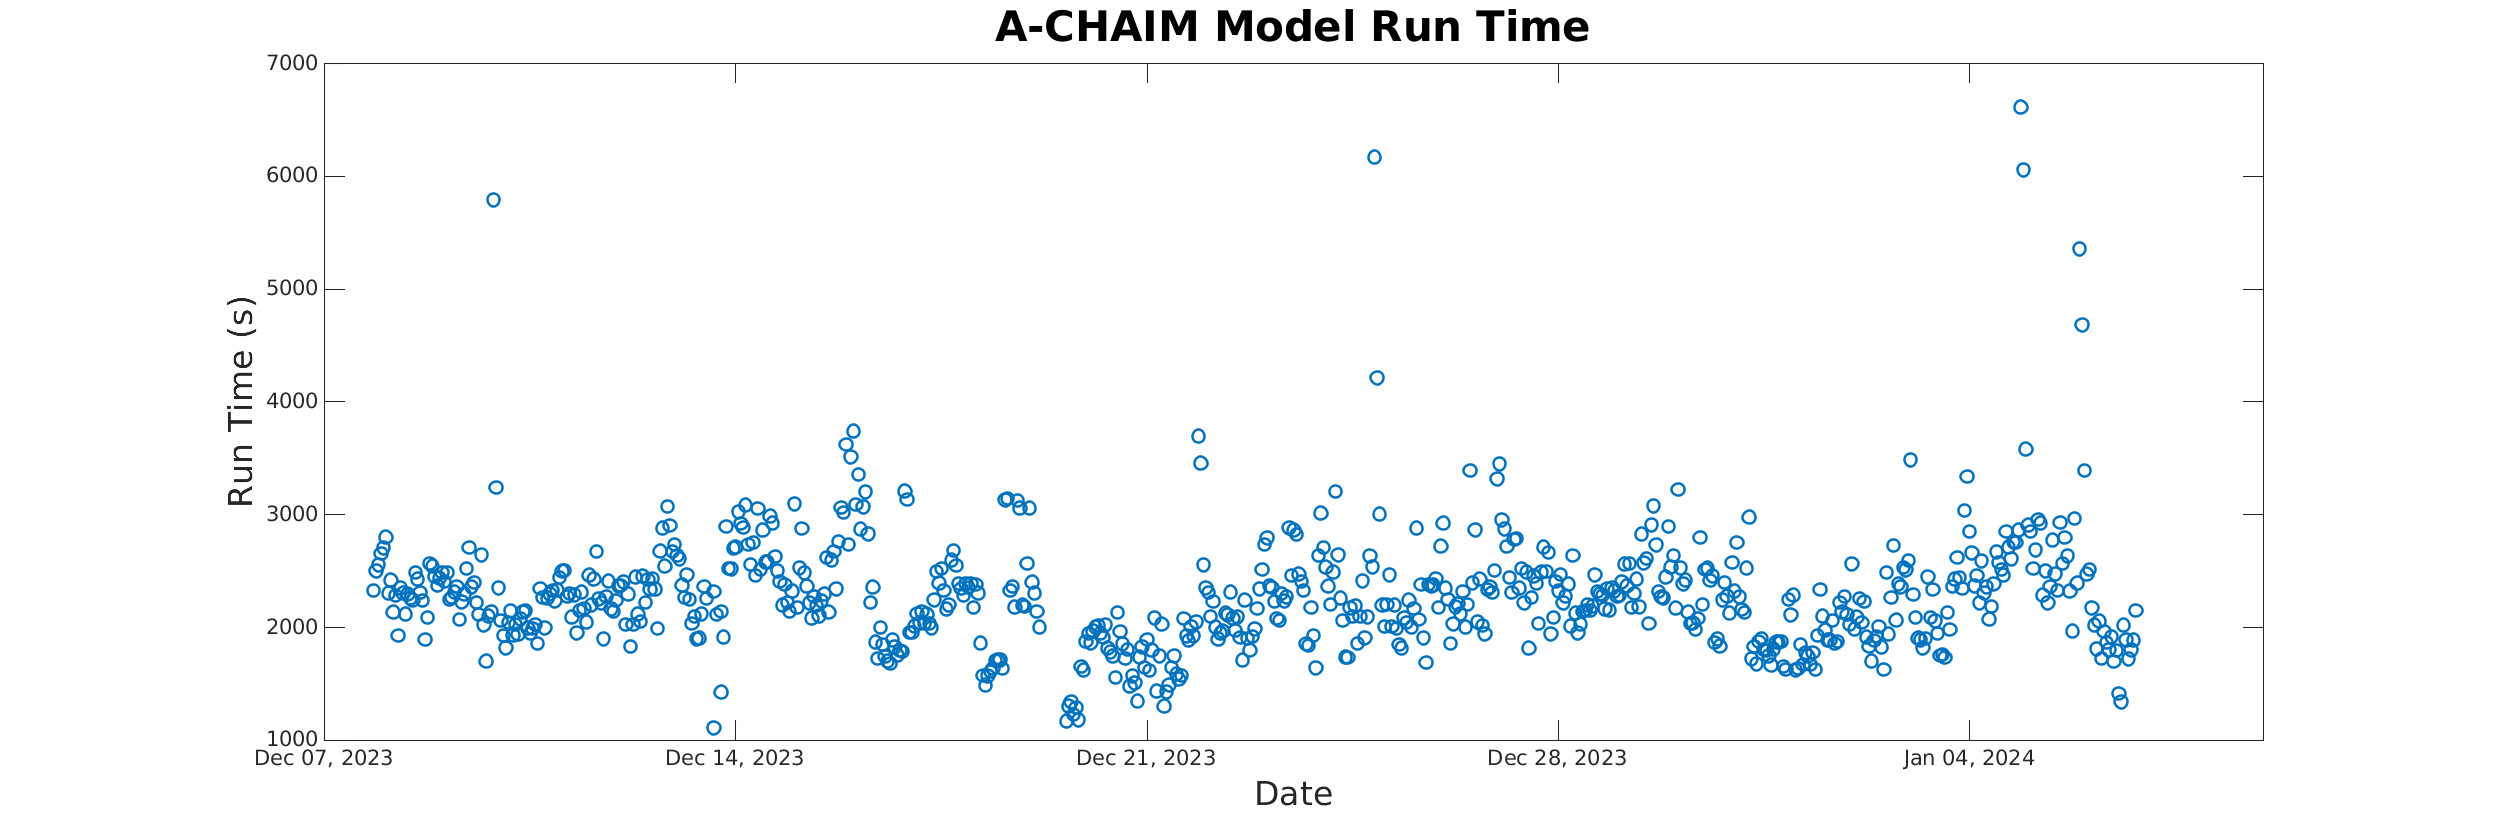 A-CHAIM Model Run Time
Run Time (s)
7000
6000
5000
4000
3000
2000
1000
Dec 07, 2023
Dec 14, 2023
Dec 21, 2023
Dec 28, 2023
Jan 04, 2024
Date